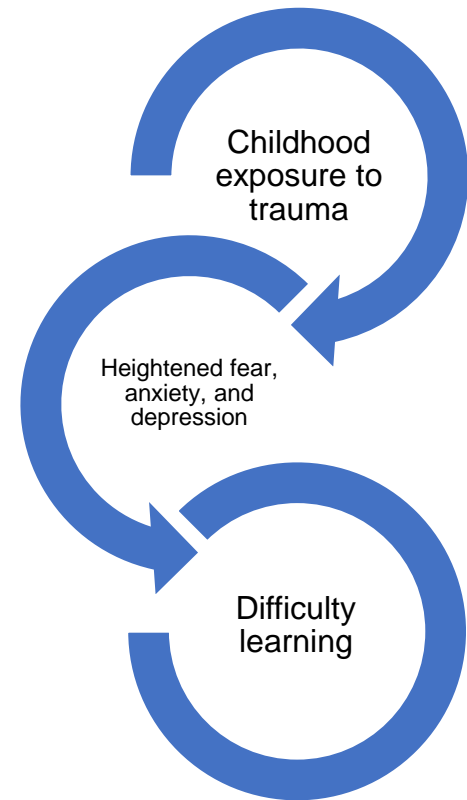 Childhood
exposure to
trauma
Heightened fear,
anxiety, and
depression
Difficulty
learning